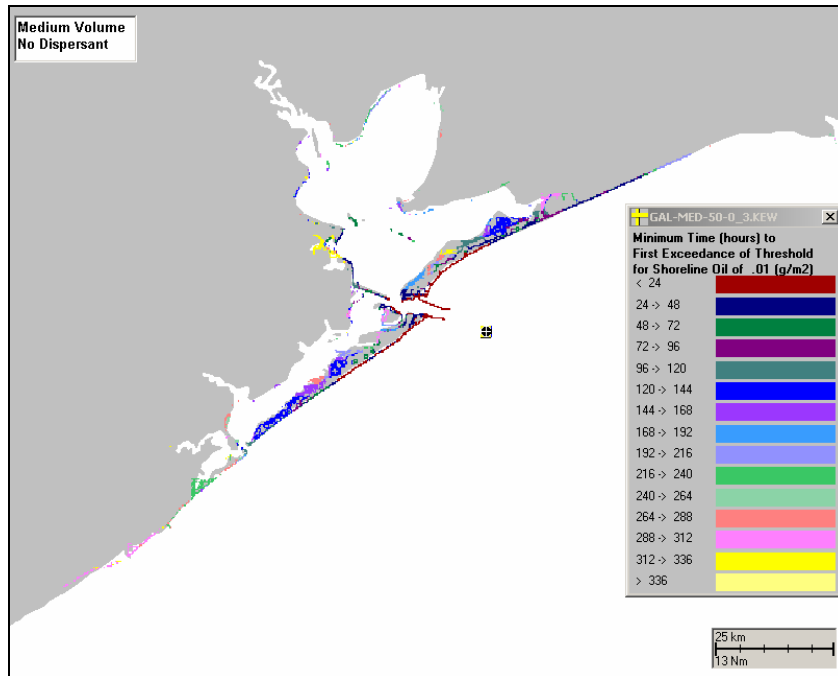 Medium Volume
No Dispersant
GAL-MED-50-0_3.KEW
Minimum Time (hours) to
First Exceedance of Threshold
for Shoreline Oil of .01 (g/m2)
< 24
24 -> 48
48 -> 72
72 -> 96
96 -> 120
120 -> 144
144 -> 168
168 -> 192
192 -> 216
216 -> 240
240 -> 264
264 -> 288
288 -> 312
312 -> 336
> 336
25 km
13 Nm